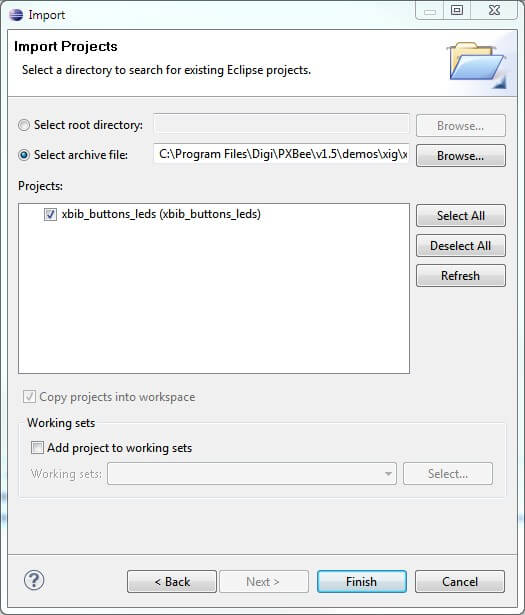 Import
Import Projects
Select a directory to search for existing Eclipse projects.
Select root directory:
Browse...
Select archive file:
C:\Program Files\Digi\PXBee\v1.5\demos\xig\x
Browse...
Projects:
xbib_buttons_leds (xbib_buttons_leds)
Select All
Deselect All
Refresh
Copy projects into workspace
Working sets
Add project to working sets
Working sets:
Select...
?
< Back
Next >
Finish
Cancel